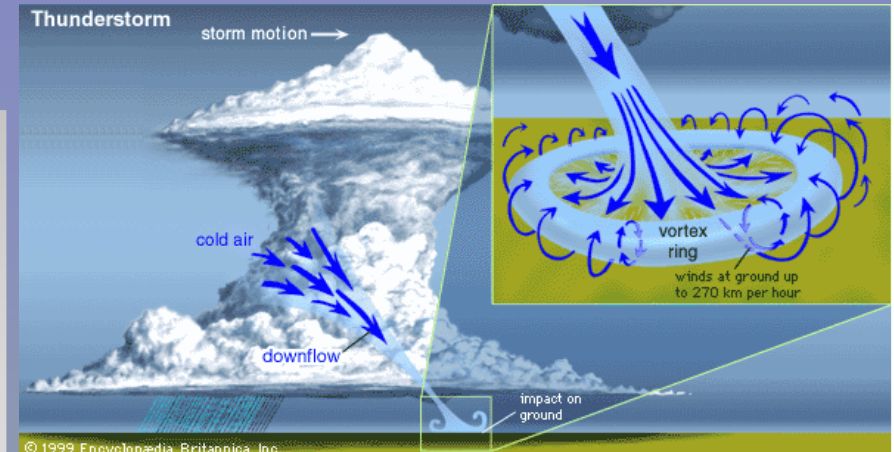 Thunderstorm
storm motion
cold air
downflow
impact on
ground
vortex
ring
winds at ground up
to 270 km per hour
© 1999 Encyclopædia Britannica, Inc.